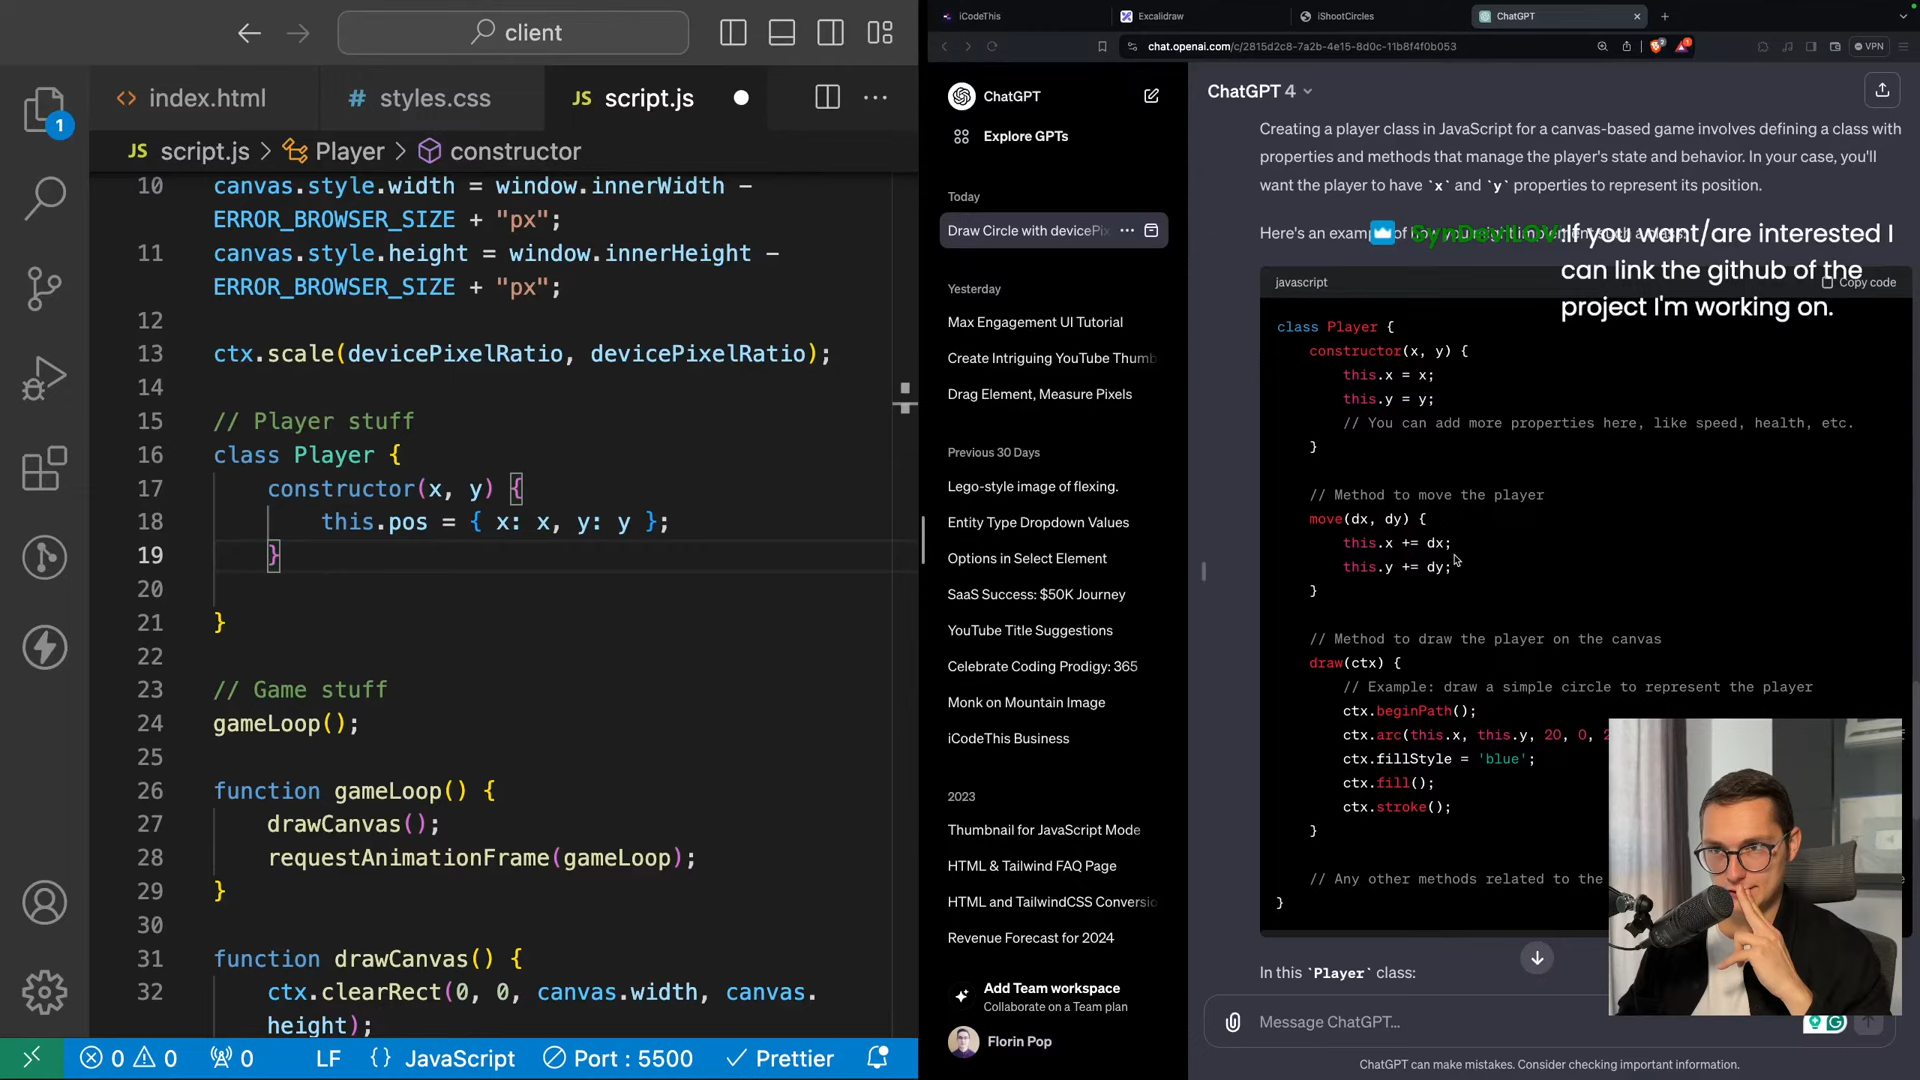 client
index.html
# styles.css
JS script.js
1
JS script.js > Player > constructor
10 canvas.style.width = window.innerWidth -
ERROR_BROWSER_SIZE + "px";
11 canvas.style.height = window.innerHeight -
ERROR_BROWSER_SIZE + "px";
12
13 ctx.scale(devicePixelRatio, devicePixelRatio);
14
15 // Player stuff
16 class Player {
17 constructor(x, y) {
18 this.pos = { x: x, y: y };
19 }
20
21 }
22
23 // Game stuff
24 gameLoop();
25
26 function gameLoop() {
27 drawCanvas();
28 requestAnimationFrame(gameLoop);
29 }
30
31 function drawCanvas() {
32 ctx.clearRect(0, 0, canvas.width, canvas.
height);
0 0 0 LF {} JavaScript Port : 5500 Prettier
iCodeThis
Excalidraw
iShootCircles
ChatGPT
chat.openai.com/c/2815d2c8-7a2b-4e15-8d0c-11b8f4f0b053
VPN
ChatGPT
Explore GPTs
Today
Draw Circle with devicePix
Yesterday
Max Engagement UI Tutorial
Create Intriguing YouTube Thumb
Drag Element, Measure Pixels
Previous 30 Days
Lego-style image of flexing.
Entity Type Dropdown Values
Options in Select Element
SaaS Success: $50K Journey
YouTube Title Suggestions
Celebrate Coding Prodigy: 365
Monk on Mountain Image
iCodeThis Business
2023
Thumbnail for JavaScript Mode
HTML & Tailwind FAQ Page
HTML and TailwindCSS Conversio
Revenue Forecast for 2024
Add Team workspace
Collaborate on a Team plan
Florin Pop
ChatGPT 4
Creating a player class in JavaScript for a canvas-based game involves defining a class with
properties and methods that manage the player's state and behavior. In your case, you'll
want the player to have `x` and `y` properties to represent its position.
Here's an example of how you might implement
If you want/are interested I
can link the github of the
project I'm working on.
javascript
Copy code
class Player {
constructor(x, y) {
this.x = x;
this.y = y;
// You can add more properties here, like speed, health, etc.
}
// Method to move the player
move(dx, dy) {
this.x += dx;
this.y += dy;
}
// Method to draw the player on the canvas
draw(ctx) {
// Example: draw a simple circle to represent the player
ctx.beginPath();
ctx.arc(this.x, this.y, 20, 0, 2
ctx.fillStyle = 'blue';
ctx.fill();
ctx.stroke();
}
// Any other methods related to the
}
In this `Player` class:
Message ChatGPT...
ChatGPT can make mistakes. Consider checking important information.